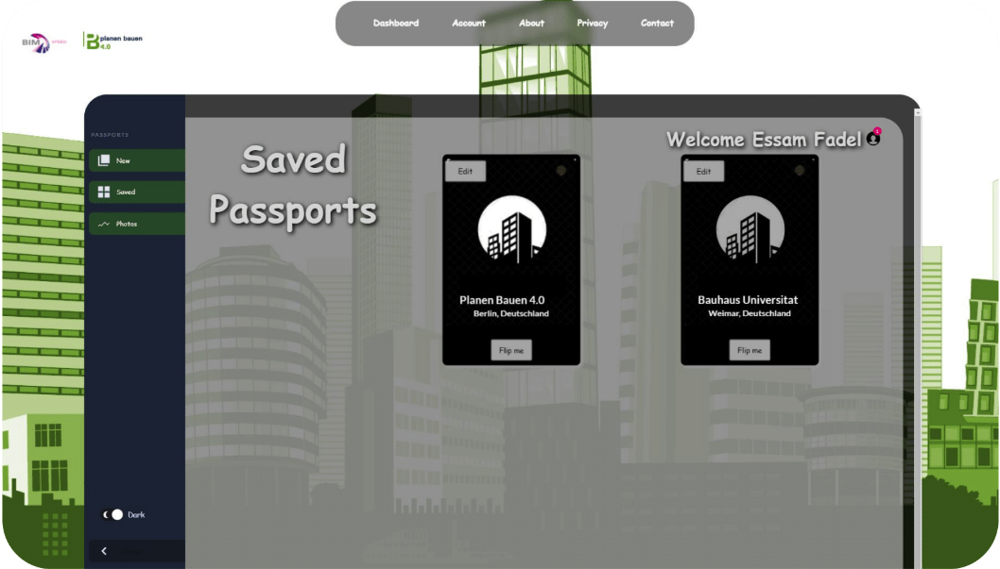 Dashboard Account About Privacy Contact
BIM SPEED
planen bauen
4.0
PASSPORTS
New
Saved
Photos
Dark
Saved
Passports
Welcome Essam Fadel
1
Edit
Planen Bauen 4.0
Berlin, Deutschland
Flip me
Edit
Bauhaus Universitat
Weimar, Deutschland
Flip me